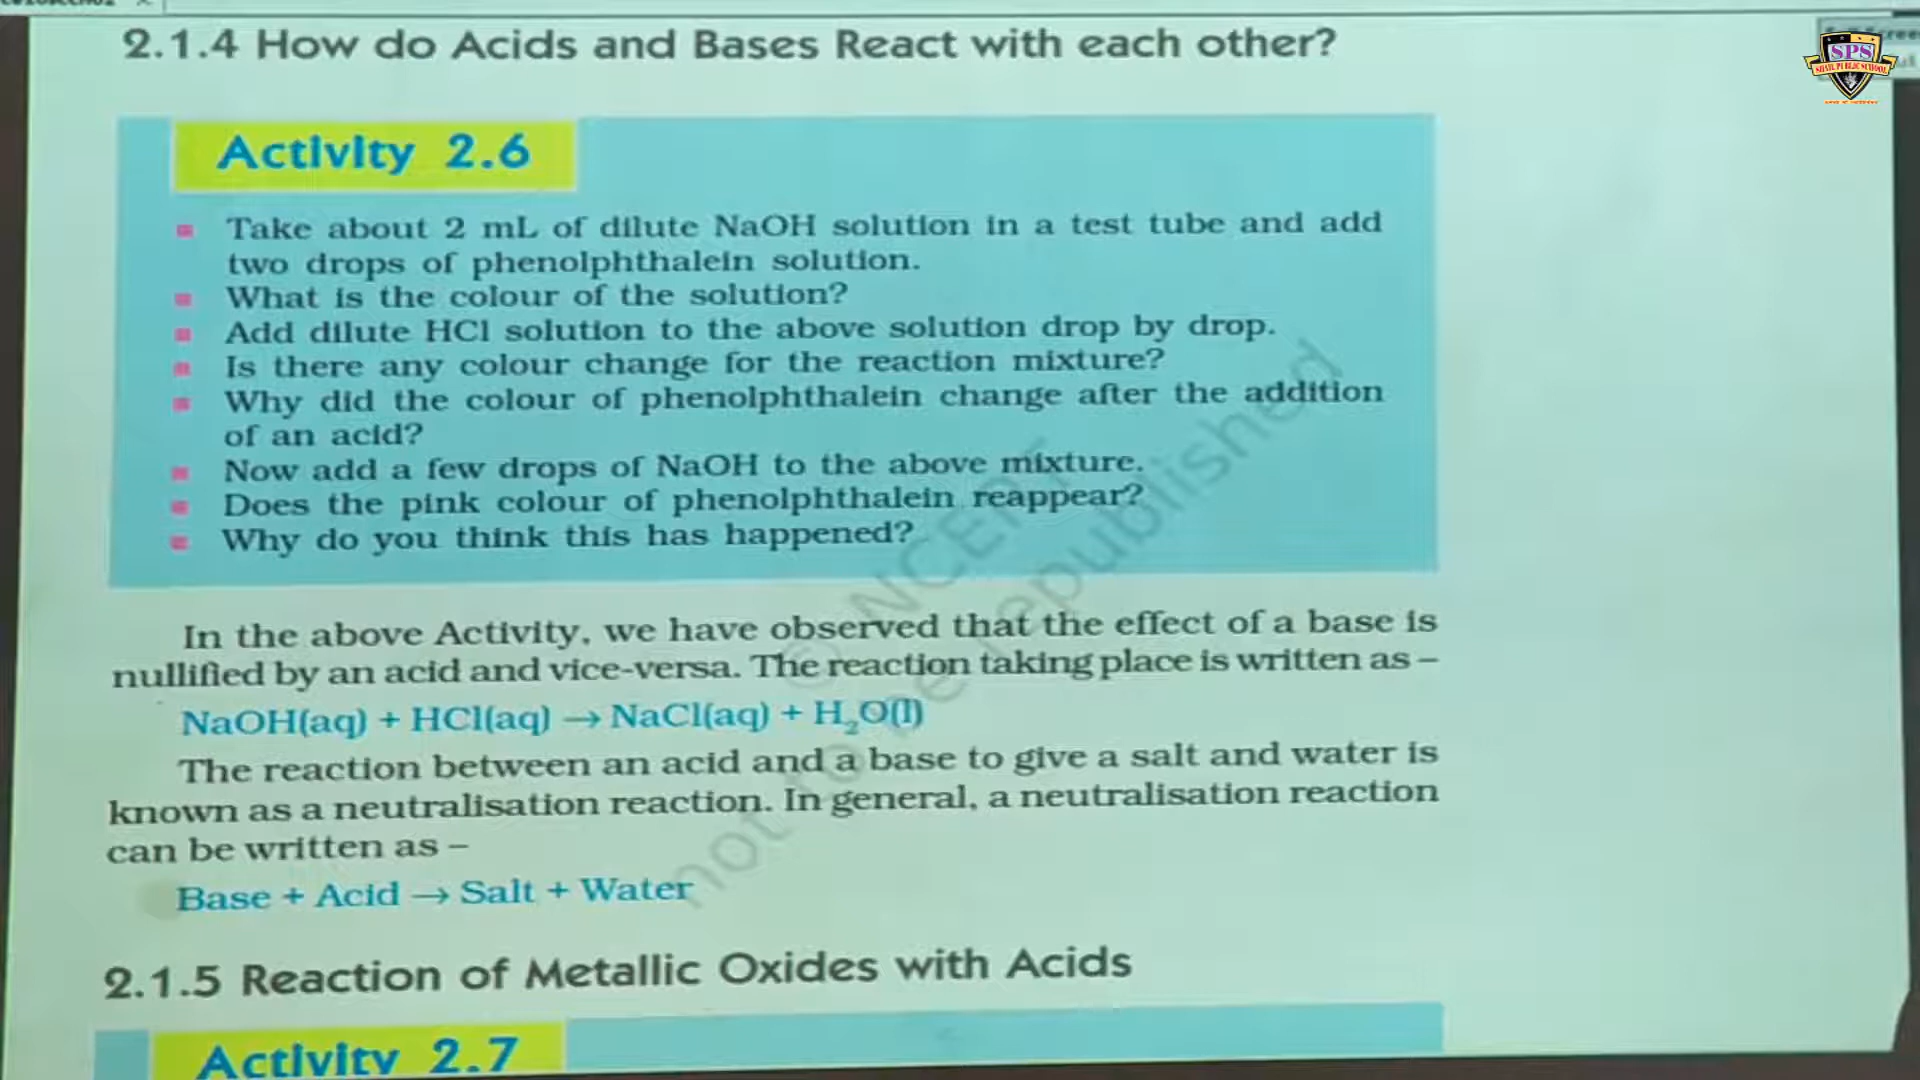 2.1.4 How do Acids and Bases React with each other?
SPS
Activity 2.6
Take about 2 mL of dilute NaOH solution in a test tube and add
two drops of phenolphthalein solution.
What is the colour of the solution?
Add dilute HCl solution to the above solution drop by drop.
Is there any colour change for the reaction mixture?
Why did the colour of phenolphthalein change after the addition
of an acid?
Now add a few drops of NaOH to the above mixture.
Does the pink colour of phenolphthalein reappear?
Why do you think this has happened?
© NCERT
not to be republished
In the above Activity, we have observed that the effect of a base is
nullified by an acid and vice-versa. The reaction taking place is written as –
NaOH(aq) + HCl(aq) → NaCl(aq) + H₂O(l)
The reaction between an acid and a base to give a salt and water is
known as a neutralisation reaction. In general, a neutralisation reaction
can be written as –
Base + Acid → Salt + Water
2.1.5 Reaction of Metallic Oxides with Acids
Activity 2.7